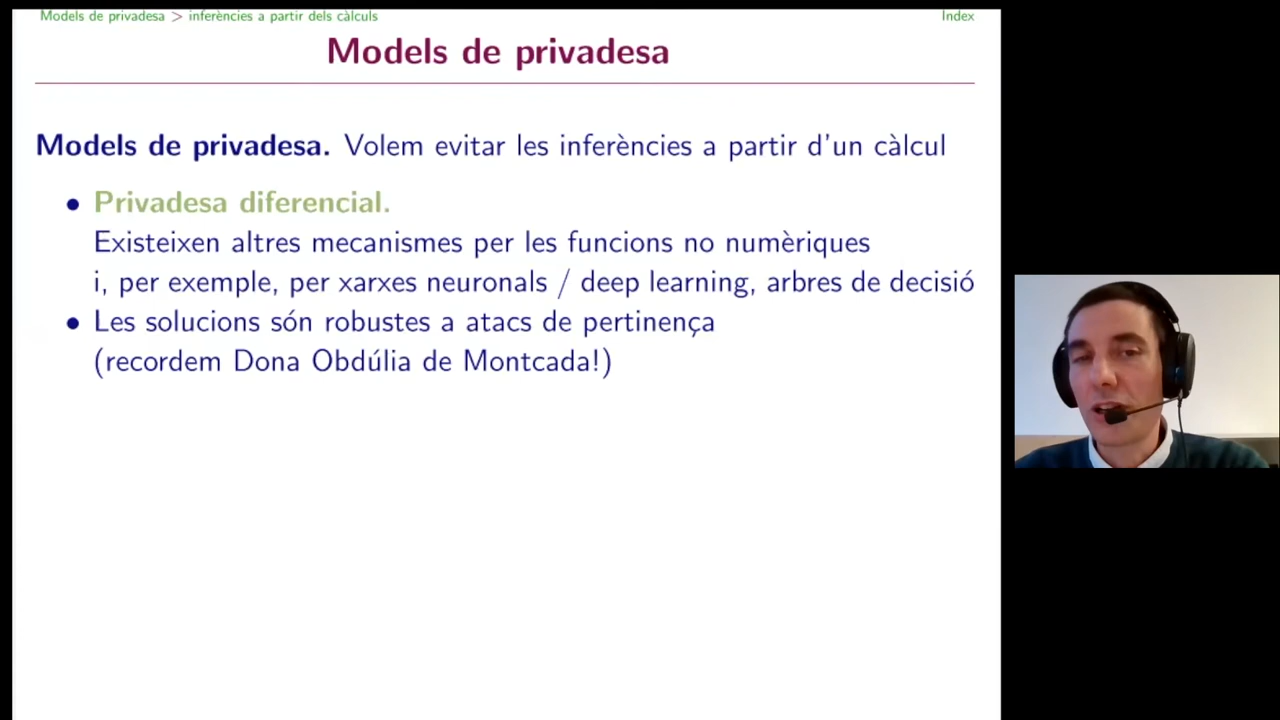 Models de privadesa > inferències a partir dels càlculs Index
Models de privadesa
Models de privadesa. Volem evitar les inferències a partir d'un càlcul
• Privadesa diferencial.
Existeixen altres mecanismes per les funcions no numèriques
i, per exemple, per xarxes neuronals / deep learning, arbres de decisió
• Les solucions són robustes a atacs de pertinença
(recordem Dona Obdúlia de Montcada!)